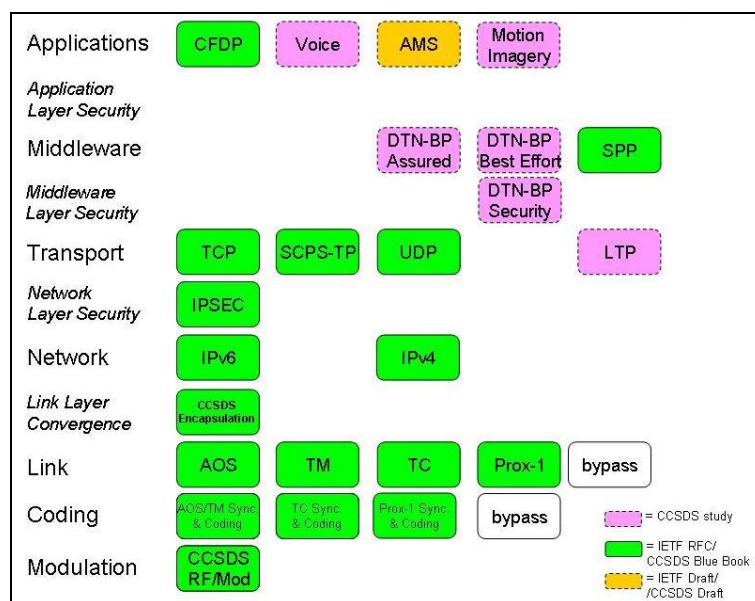 Applications
CFDP
Voice
AMS
Motion
Imagery
Application
Layer Security
Middleware
DTN-BP
Assured
DTN-BP
Best Effort
SPP
Middleware
Layer Security
DTN-BP
Security
Transport
TCP
SCPS-TP
UDP
LTP
Network
Layer Security
IPSEC
Network
IPv6
IPv4
Link Layer
Convergence
CCSDS
Encapsulation
Link
AOS
TM
TC
Prox-1
bypass
Coding
AOS/TM Sync.
& Coding
TC Sync.
& Coding
Prox-1 Sync.
& Coding
bypass
Modulation
CCSDS
RF/Mod
= CCSDS study
= IETF RFC/
CCSDS Blue Book
= IETF Draft/
/CCSDS Draft